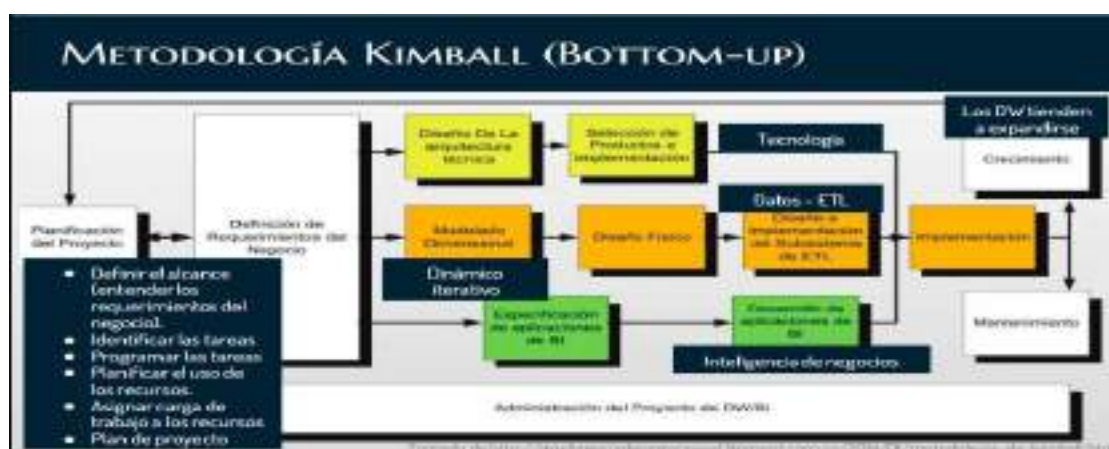 METODOLOGÍA KIMBALL (BOTTOM-UP)
Los DW tienden
a expandirse
Crecimiento
Diseño De La
arquitectura
técnica
Selección de
Productos e
implementación
Tecnología
Planificación
del Proyecto
Definición de
Requerimientos del
Negocio
Modelado
Dimensional
Diseño Físico
Datos - ETL
Diseño e
Implementación
del Subsistema
de ETL
Implementación
Dinámico
iterativo
Especificación
de aplicaciones
de BI
Desarrollo de
aplicaciones de
BI
Inteligencia de negocios
Mantenimiento
• Definir el alcance
(entender los
requerimientos del
negocio).
• Identificar las tareas
• Programar las tareas
• Planificar el uso de
los recursos.
• Asignar carga de
trabajo a los recursos
• Plan de proyecto
Administración del Proyecto de DW/BI